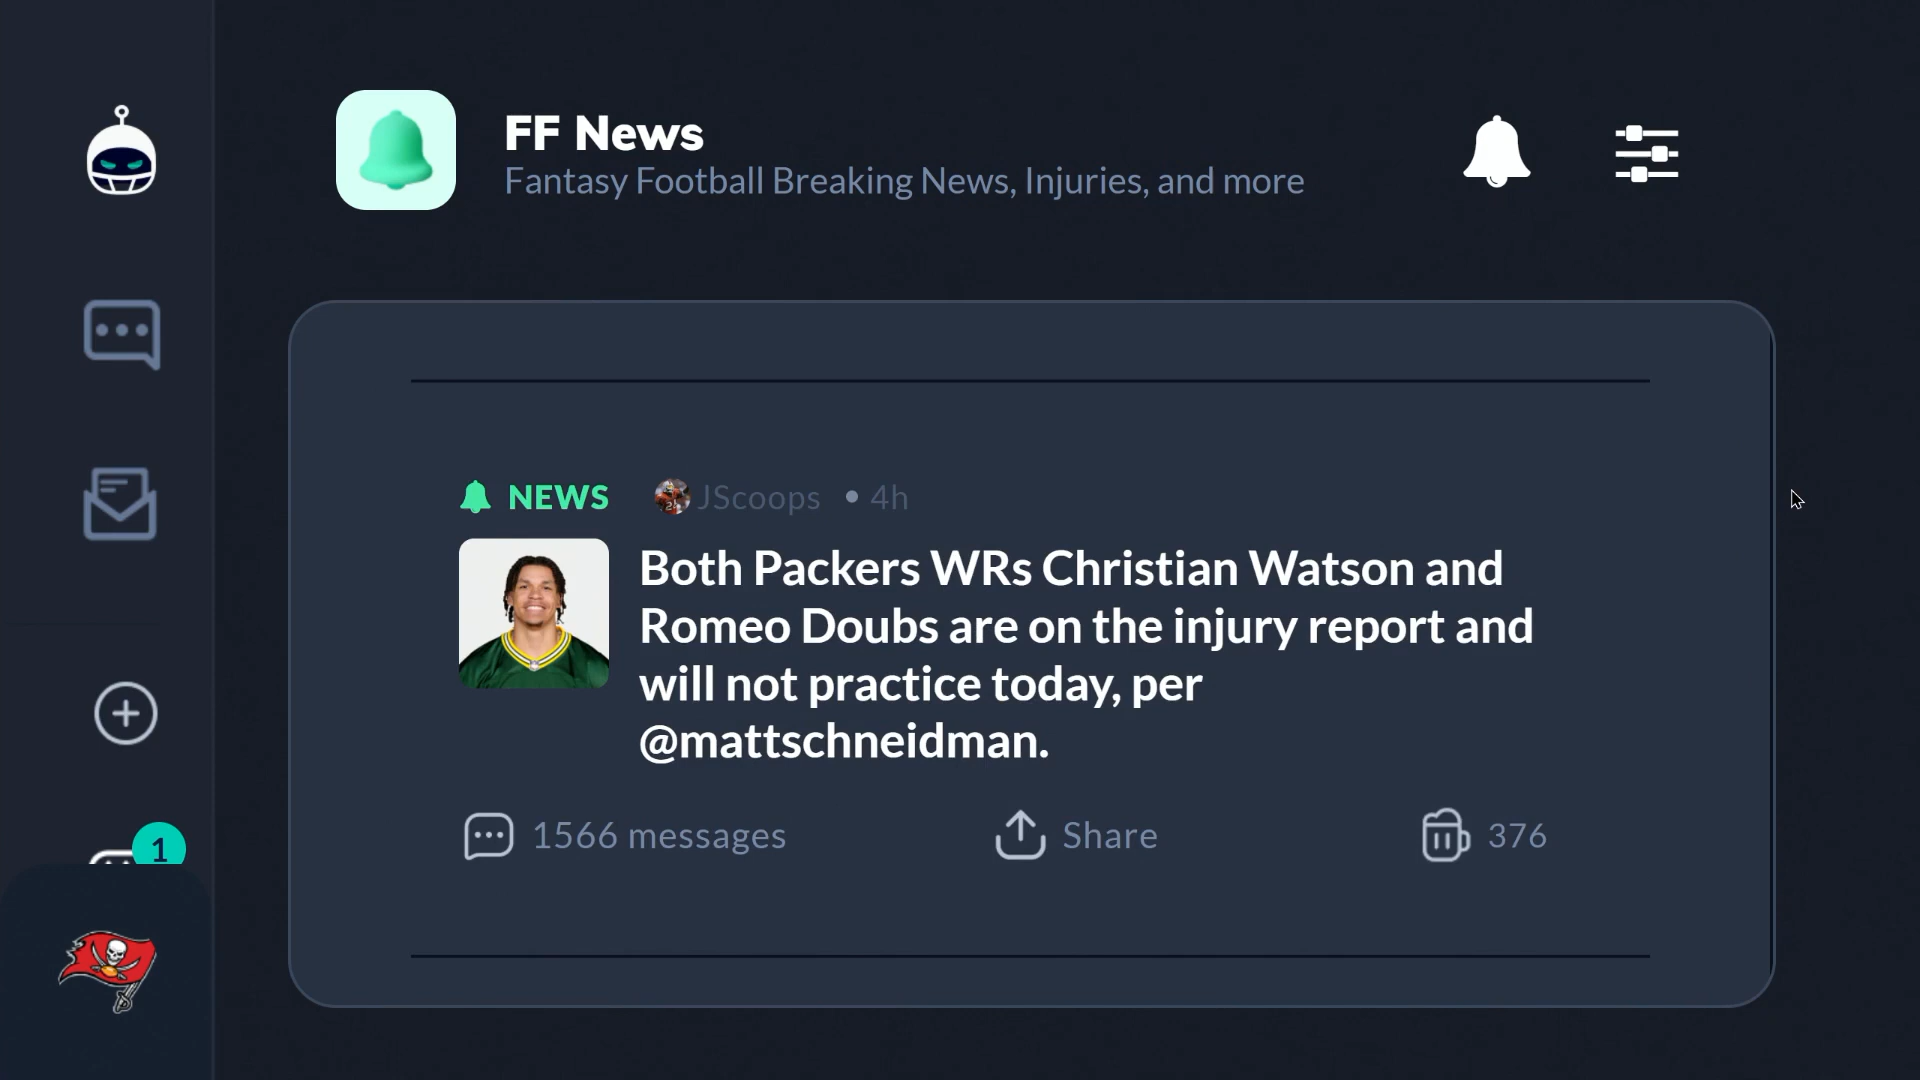 FF News
Fantasy Football Breaking News, Injuries, and more
NEWS JScoops • 4h
Both Packers WRs Christian Watson and
Romeo Doubs are on the injury report and
will not practice today, per
@mattschneidman.
1566 messages Share 376
1